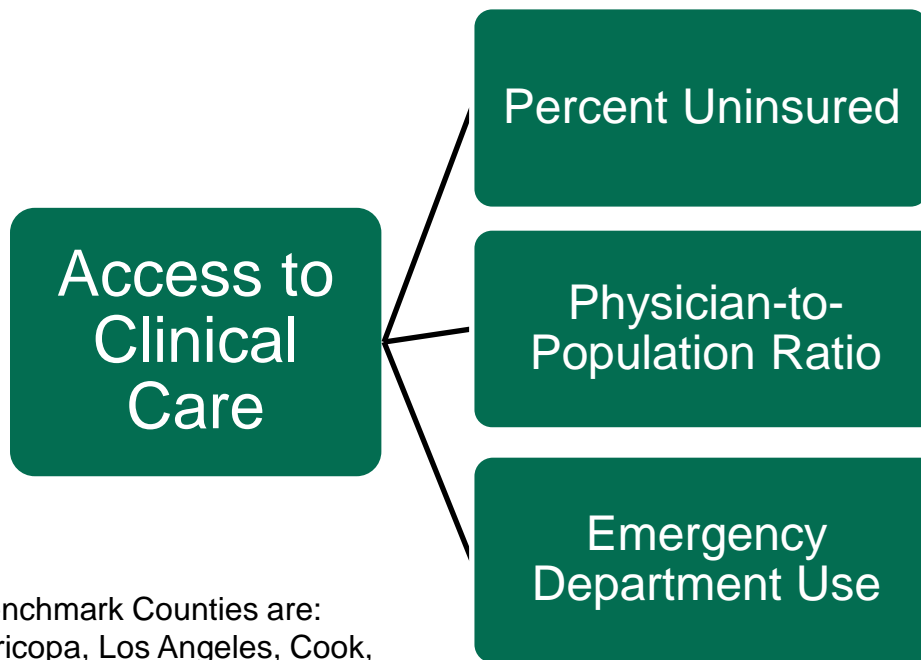 Percent Uninsured
Access to
Clinical
Care
Physician-to-
Population Ratio
Emergency
Department Use
Counties are:
Los Angeles, Cook,